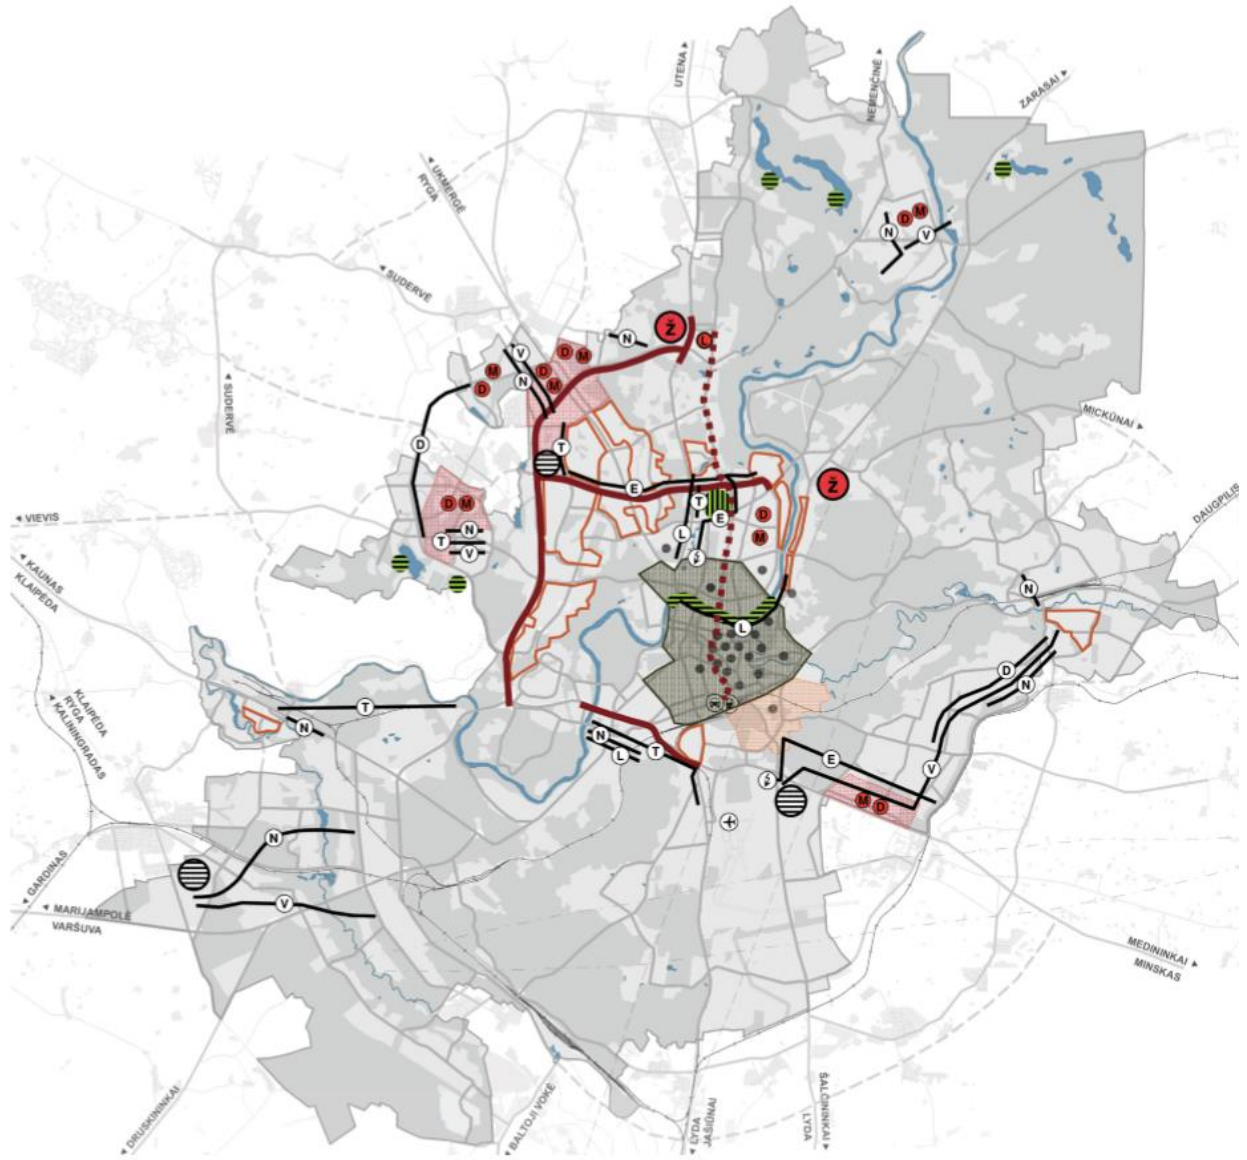 UTENA ▶
NEMENČINĖ ▶
ZARASAI ▶
◀ UKMERGĖ
RYGA
◀ SUDERVĖ
◀ SUDERVĖ
MICKŪNAI ▶
DAUGPILIS
◀ VIEVIS
◀ KAUNAS
KLAIPĖDA
KLAIPĖDA
RYGA
◀ KALININGRADAS
◀ GARDINAS
◀ MARIJAMPOLĖ
VARŠUVA
◀ DRUSKININKAI
◀ BALTOJI VOKĖ
◀ LYDA
JAŠIŪNAI
ŠALČININKAI ▶
LYDA
MEDININKAI ▶
MINSKAS
D M
N V
Ž
L
N
V
N
D M
D M
M
D
D
T
E
Ž
D M
N
T
V
T
E
L
D
M
L
N
D
N
V
T
N
N
L
T
E
M D
N
V